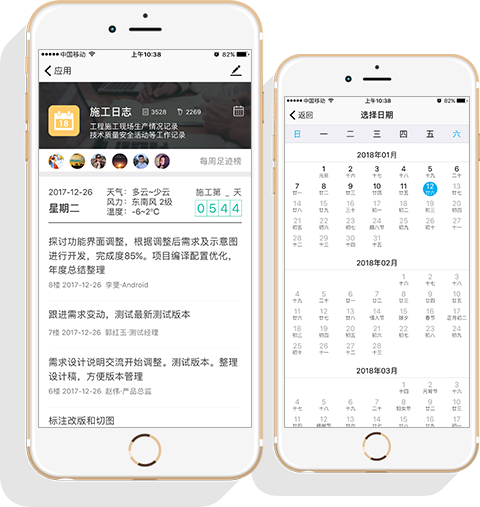 中国移动 上午10:38 82%
应用
施工日志 3528 2269
工程施工现场生产情况记录
技术质量安全活动等工作记录
每周足迹榜
2017-12-26 天气: 多云~少云 施工第 _ 天
星期二 风力: 东南风 2级 0544
温度: -6~2°C
探讨功能界面调整，根据调整后需求及示意图
进行开发，完成度85%。项目编译配置优化，
年度总结整理
8楼 2017-12-26 李斐-Android
跟进需求变动，测试最新测试版本
7楼 2017-12-26 郭红玉-测试经理
需求设计说明交流开始调整。测试版本。整理
设计稿，方便版本管理
6楼 2017-12-26 赵伟-产品总监
标注改版和切图
中国移动 上午10:38 82%
返回 选择日期
日 一 二 三 四 五 六
2018年01月
1 2 3 4 5 6
元旦 十六 十七 十八 小寒 二十
7 8 9 10 11 12 13
廿一 廿二 廿三 廿四 廿五 廿六 廿七
14 15 16 17 18 19 20
廿八 廿九 三十 初一 初二 初三 初四
21 22 23 24 25 26 27
初五 初六 初七 初八 初九 初十 十一
28 29 30 31
十二 十三 十四 十五
2018年02月
1 2 3
十六 十七 十八
4 5 6 7 8 9 10
十九 二十 廿一 廿二 廿三 廿四 廿五
11 12 13 14 15 16 17
廿六 廿七 廿八 情人节 除夕 春节 正月初二
18 19 20 21 22 23 24
初三 初四 初五 初六 初七 初八 初九
25 26 27 28
初十 十一 十二 十三
2018年03月
1 2 3
十四 元宵节 十六
4 5 6 7 8 9 10
十七 十八 十九 二十 妇女节 廿二 廿三
11 12 13 14 15 16 17
廿四 植树节 廿六 廿七 廿八 廿九 初一